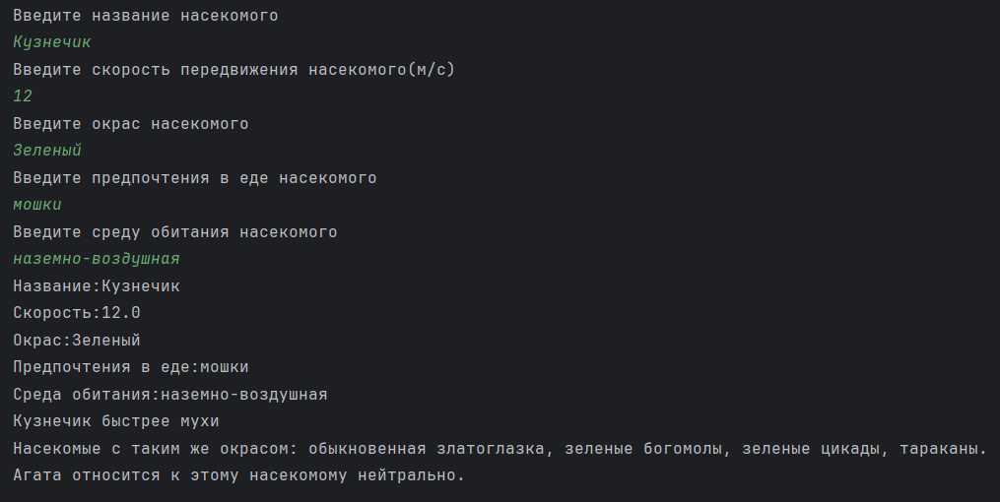 Введите название насекомого
Кузнечик
Введите скорость передвижения насекомого(м/с)
12
Введите окрас насекомого
Зеленый
Введите предпочтения в еде насекомого
мошки
Введите среду обитания насекомого
наземно-воздушная
Название:Кузнечик
Скорость:12.0
Окрас:Зеленый
Предпочтения в еде:мошки
Среда обитания:наземно-воздушная
Кузнечик быстрее мухи
Насекомые с таким же окрасом: обыкновенная златоглазка, зеленые богомолы, зеленые цикады, тараканы.
Агата относится к этому насекомому нейтрально.